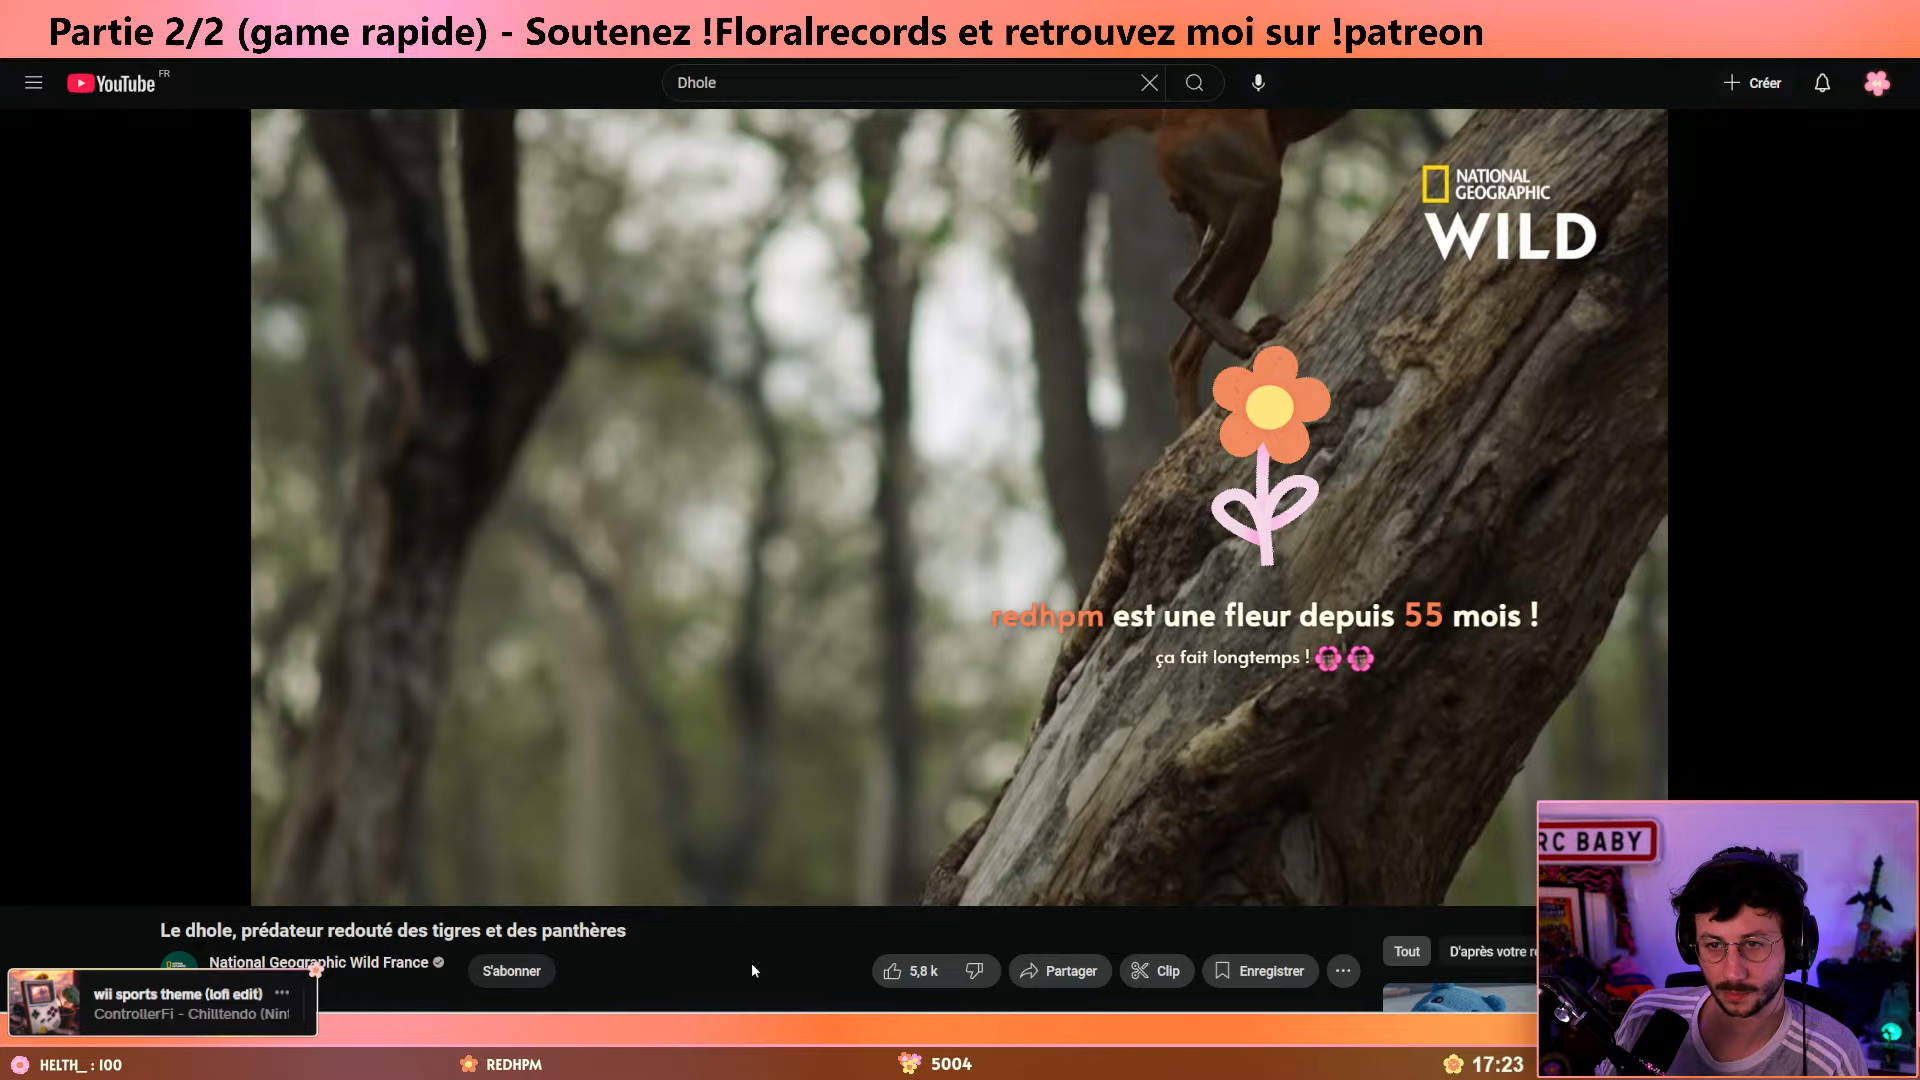 Partie 2/2 (game rapide) - Soutenez !Floralrecords et retrouvez moi sur !patreon
YouTube FR
Dhole
Créer
NATIONAL
GEOGRAPHIC
WILD
redhpm est une fleur depuis 55 mois !
ça fait longtemps !
RC BABY
Le dhole, prédateur redouté des tigres et des panthères
National Geographic Wild France
S'abonner
5,8 k
Partager
Clip
Enregistrer
Tout
D'après votre re
wii sports theme (lofi edit)
ControllerFi - Chilltendo (Nint
HELTH_ : 100
REDHPM
5004
17:23